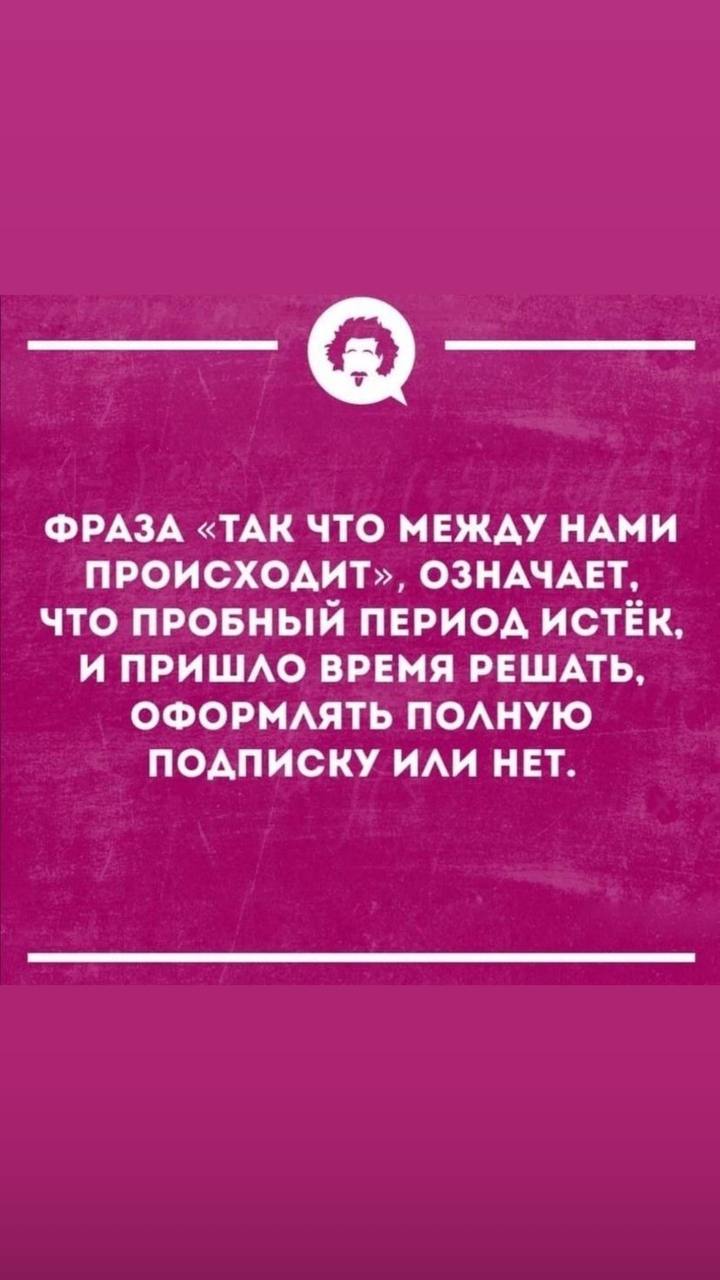 ФРАЗА «ТАК ЧТО МЕЖДУ НАМИ
ПРОИСХОДИТ», ОЗНАЧАЕТ,
ЧТО ПРОБНЫЙ ПЕРИОД ИСТЁК,
И ПРИШЛО ВРЕМЯ РЕШАТЬ,
ОФОРМЛЯТЬ ПОЛНУЮ
ПОДПИСКУ ИЛИ НЕТ.